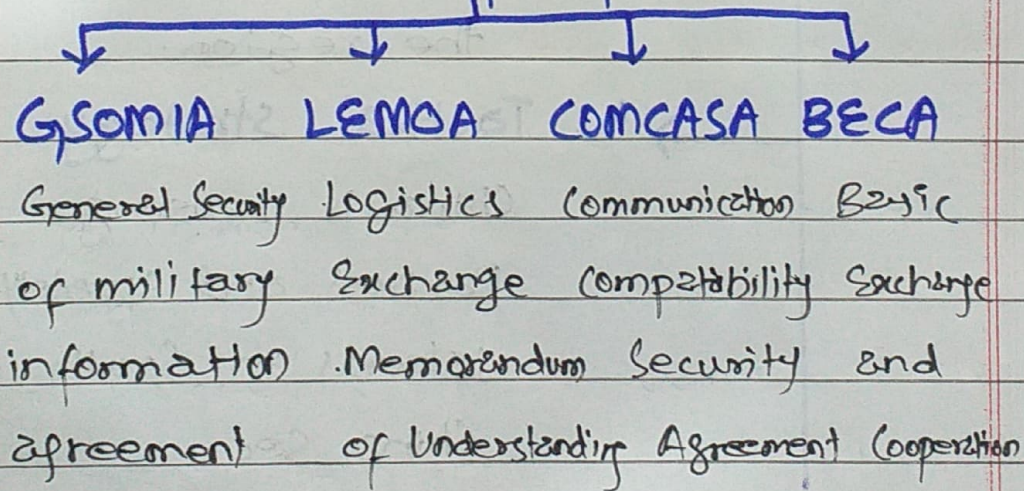 GSOMIA LEMOA COMCASA BECA
General Security Logistics Communication Basic
of military Exchange Compatability Exchange
information Memorandum Security and
agreement of Understanding Agreement Cooperation